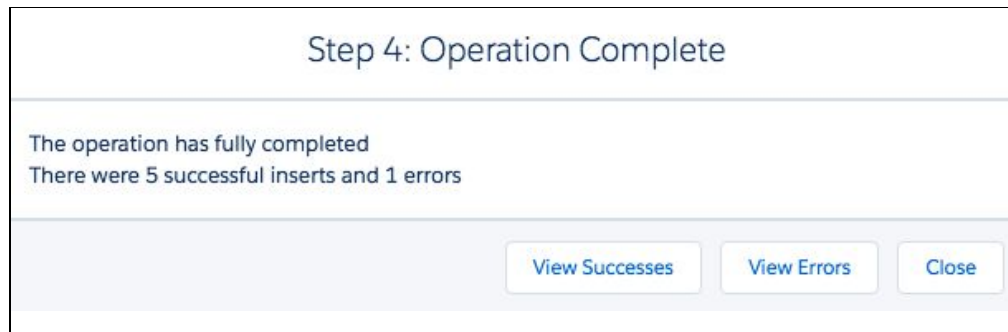 Step 4: Operation Complete
The operation has fully completed
There were 5 successful inserts and 1 errors
View Successes View Errors Close